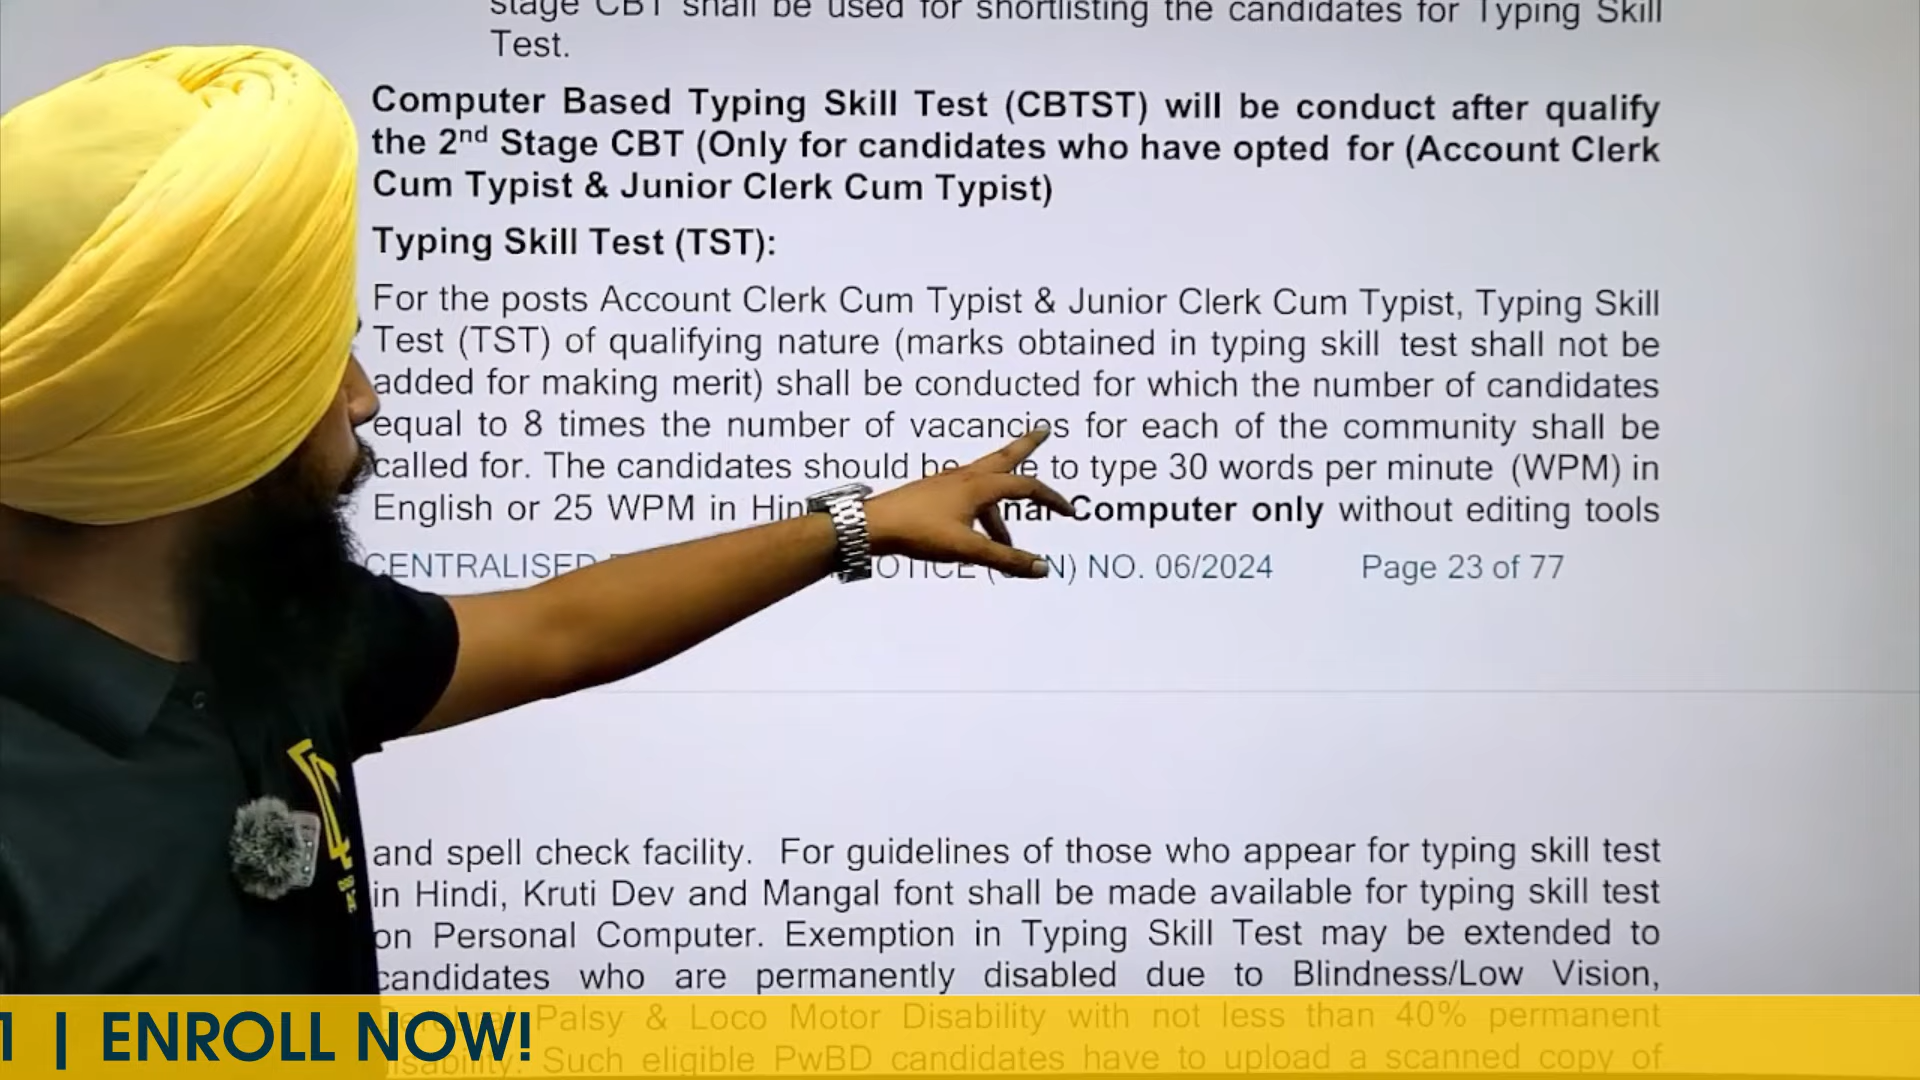 stage CBT shall be used for shortlisting the candidates for Typing Skill
Test.
Computer Based Typing Skill Test (CBTST) will be conduct after qualify
the 2nd Stage CBT (Only for candidates who have opted for (Account Clerk
Cum Typist & Junior Clerk Cum Typist)
Typing Skill Test (TST):
For the posts Account Clerk Cum Typist & Junior Clerk Cum Typist, Typing Skill
Test (TST) of qualifying nature (marks obtained in typing skill test shall not be
added for making merit) shall be conducted for which the number of candidates
equal to 8 times the number of vacancies for each of the community shall be
called for. The candidates should be to type 30 words per minute (WPM) in
English or 25 WPM in Computer only without editing tools
CENTRALISED NO. 06/2024 Page 23 of 77
and spell check facility. For guidelines of those who appear for typing skill test
in Hindi, Kruti Dev and Mangal font shall be made available for typing skill test
on Personal Computer. Exemption in Typing Skill Test may be extended to
candidates who are permanently disabled due to Blindness/Low Vision,
Cerebral Palsy & Loco Motor Disability with not less than 40% permanent
disability. Such eligible PwBD candidates have to upload a scanned copy of
1 | ENROLL NOW!